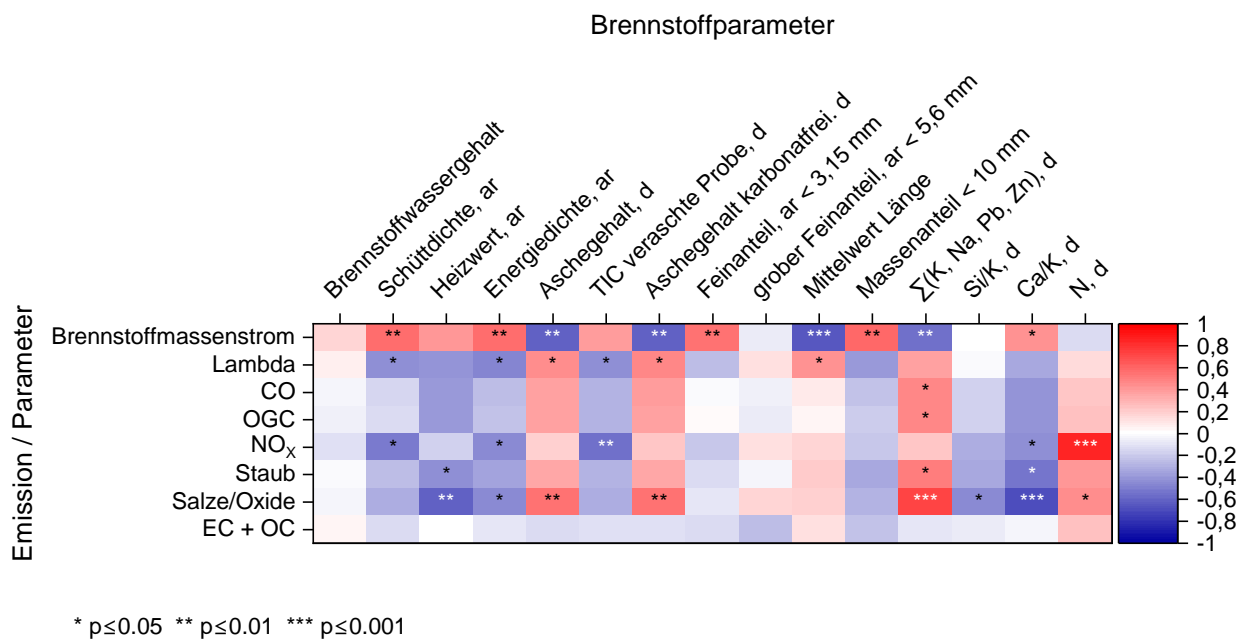 Brennstoffparameter
Brennstoffwassergehalt
Schüttdichte, ar
Heizwert, ar
Energiedichte, ar
Aschegehalt, d
TIC veraschte Probe, d
Aschegehalt karbonatfrei. d
Feinanteil, ar < 3,15 mm
grober Feinanteil, ar < 5,6 mm
Mittelwert Länge
Massenanteil < 10 mm
∑(K, Na, Pb, Zn), d
Si/K, d
Ca/K, d
N, d
Emission / Parameter
Brennstoffmassenstrom ** ** ** ** ** *** ** ** *
Lambda * * * * * *
CO *
OGC *
NOX * * ** * ***
Staub * * *
Salze/Oxide ** * ** ** *** * *** *
EC + OC
1
0,8
0,6
0,4
0,2
0
-0,2
-0,4
-0,6
-0,8
-1
* p≤0.05 ** p≤0.01 *** p≤0.001